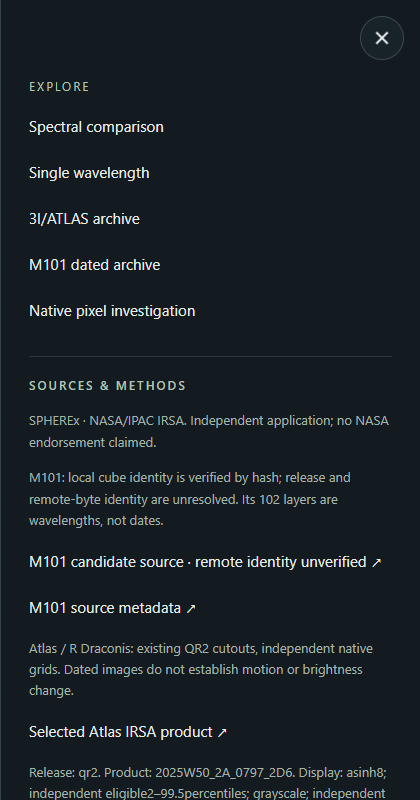 EXPLORE
Spectral comparison
Single wavelength
3I/ATLAS archive
M101 dated archive
Native pixel investigation
SOURCES & METHODS
SPHEREx · NASA/IPAC IRSA. Independent application; no NASA
endorsement claimed.
M101: local cube identity is verified by hash; release and
remote-byte identity are unresolved. Its 102 layers are
wavelengths, not dates.
M101 candidate source · remote identity unverified ↗
M101 source metadata ↗
Atlas / R Draconis: existing QR2 cutouts, independent native
grids. Dated images do not establish motion or brightness
change.
Selected Atlas IRSA product ↗
Release: qr2. Product: 2025W50_2A_0797_2D6. Display: asinh8;
independent eligible2–99.5percentiles; grayscale; independent